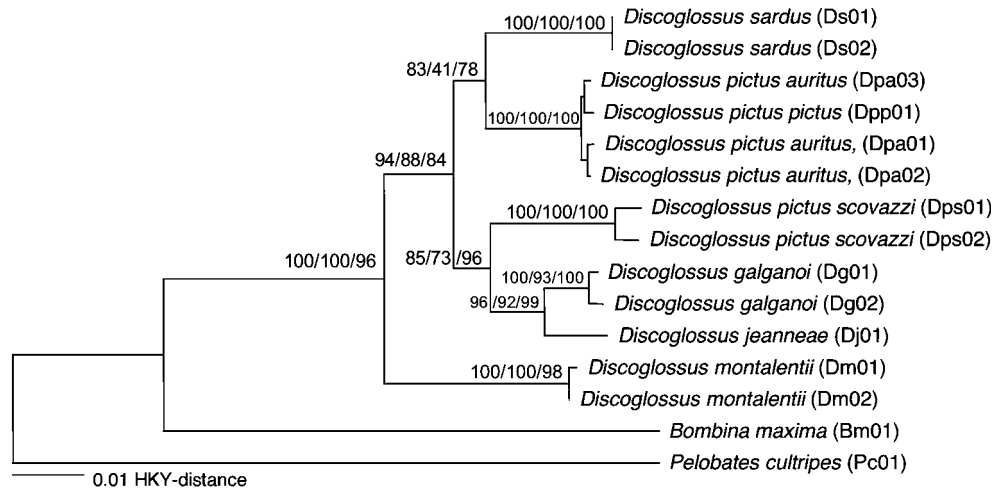 100/100/100
Discoglossus sardus (Ds01)
Discoglossus sardus (Ds02)
83/41/78
Discoglossus pictus auritus (Dpa03)
100/100/100
Discoglossus pictus pictus (Dpp01)
Discoglossus pictus auritus, (Dpa01)
94/88/84
Discoglossus pictus auritus, (Dpa02)
100/100/100
Discoglossus pictus scovazzi (Dps01)
Discoglossus pictus scovazzi (Dps02)
100/100/96
85/73/96
100/93/100
Discoglossus galganoi (Dg01)
96/92/99
Discoglossus galganoi (Dg02)
Discoglossus jeanneae (Dj01)
100/100/98
Discoglossus montalentii (Dm01)
Discoglossus montalentii (Dm02)
Bombina maxima (Bm01)
Pelobates cultripes (Pc01)
0.01 HKY-distance